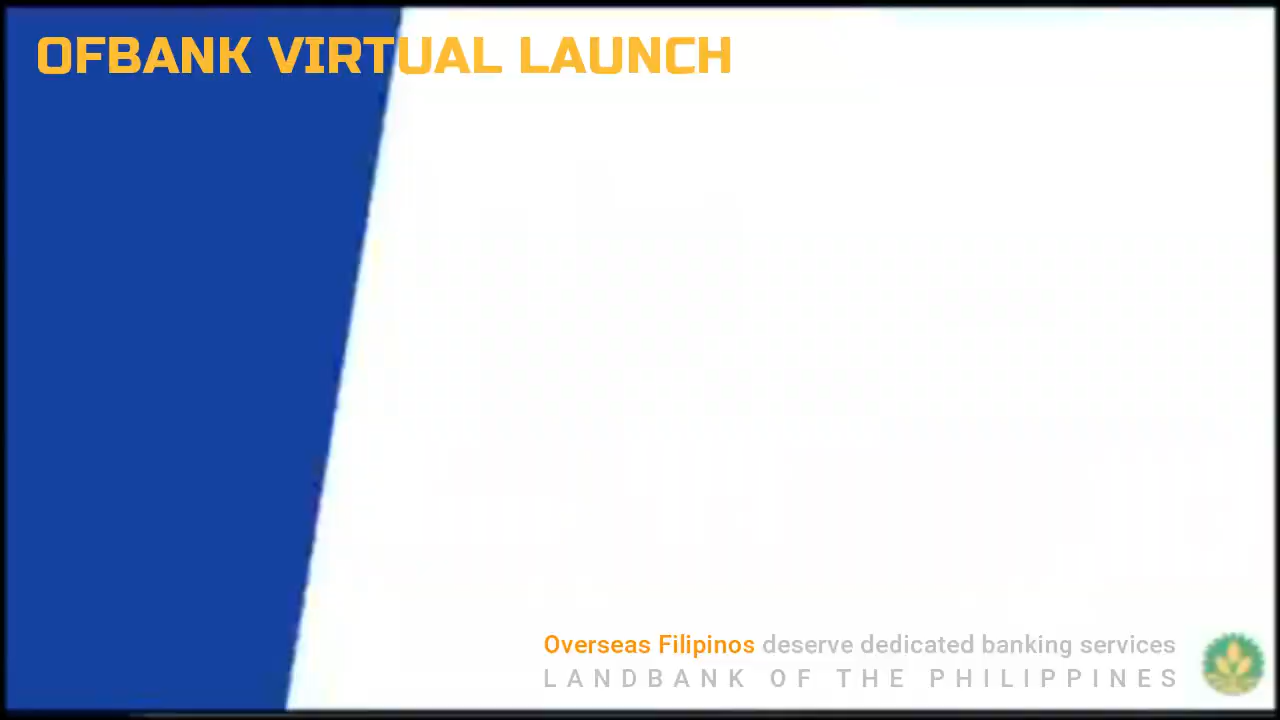 OFBANK VIRTUAL LAUNCH
Overseas Filipinos deserve dedicated banking services
LANDBANK OF THE PHILIPPINES